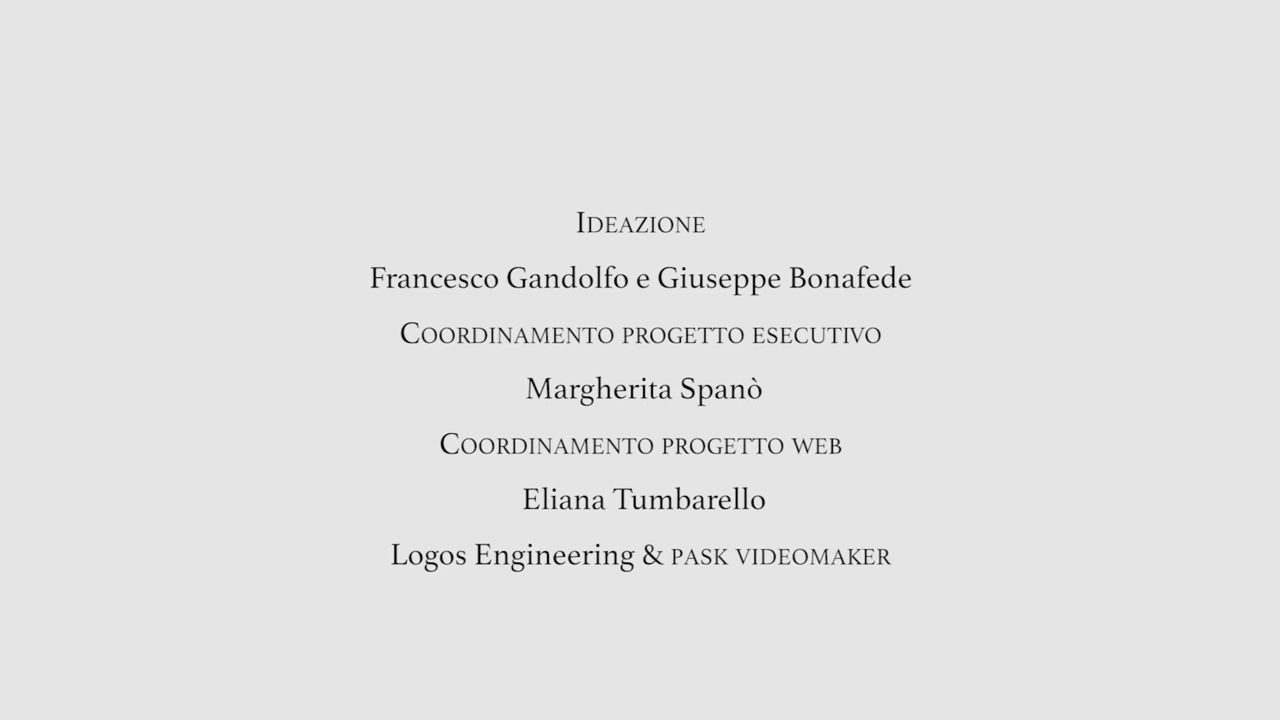 Ideazione
Francesco Gandolfo e Giuseppe Bonafede
Coordinamento progetto esecutivo
Margherita Spanò
Coordinamento progetto web
Eliana Tumbarello
Logos Engineering & pask videomaker